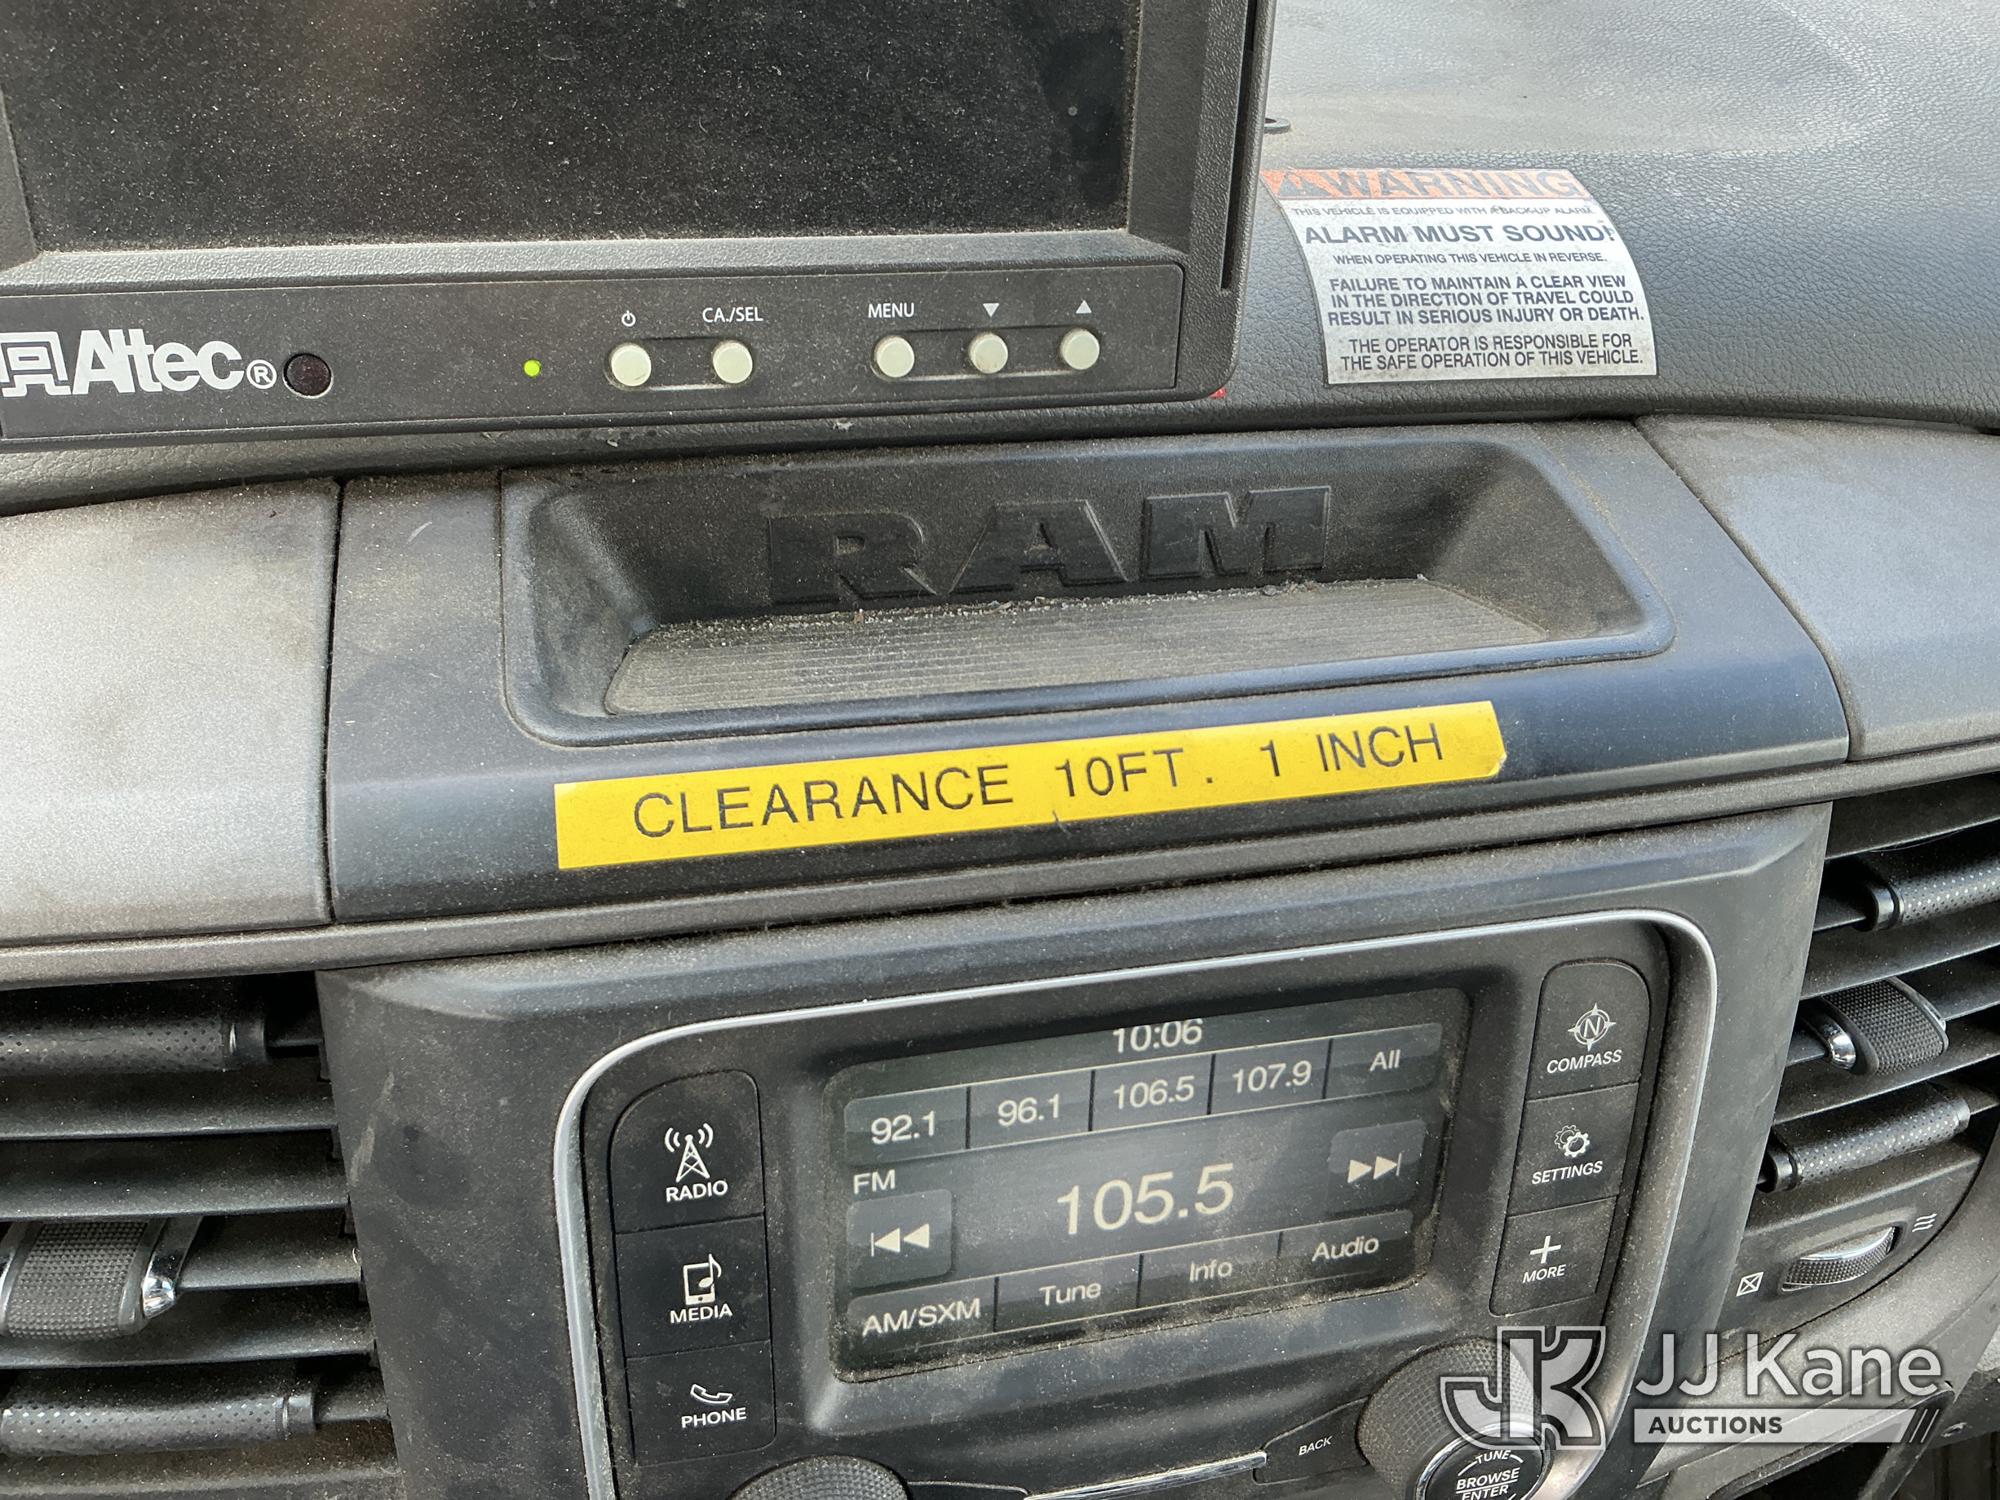 WARNING
THIS VEHICLE IS EQUIPPED WITH A BACK-UP ALARM.
ALARM MUST SOUND!
WHEN OPERATING THIS VEHICLE IN REVERSE.
FAILURE TO MAINTAIN A CLEAR VIEW
IN THE DIRECTION OF TRAVEL COULD
RESULT IN SERIOUS INJURY OR DEATH.
THE OPERATOR IS RESPONSIBLE FOR
THE SAFE OPERATION OF THIS VEHICLE.
CA./SEL MENU
Altec®
RAM
CLEARANCE 10FT. 1 INCH
10:06
92.1 96.1 106.5 107.9 All
FM
105.5
AM/SXM Tune Info Audio
RADIO
MEDIA
PHONE
N
COMPASS
SETTINGS
MORE
BACK
TUNE
BROWSE
ENTER
JK JJ Kane
AUCTIONS